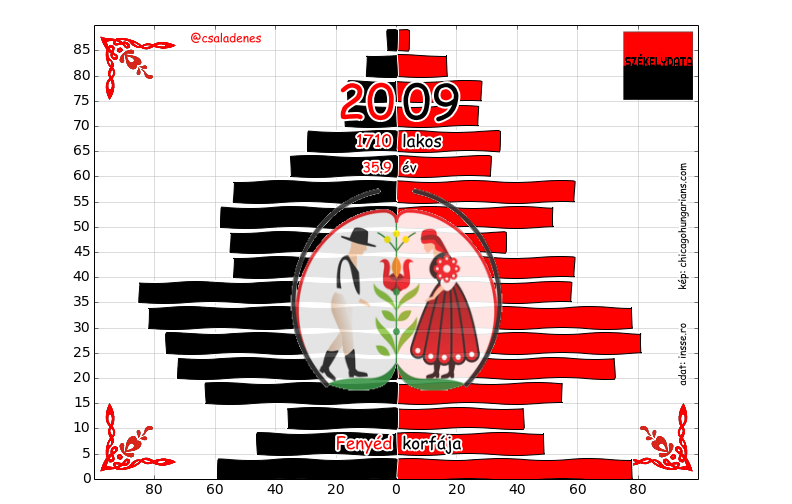 @csaladenes
SZÉKELYDATA
2009
1710 lakos
35.9 év
kép: chicagohungarians.com
adat: insse.ro
Fenyéd korfája
85
80
75
70
65
60
55
50
45
40
35
30
25
20
15
10
5
0
80 60 40 20 0 20 40 60 80